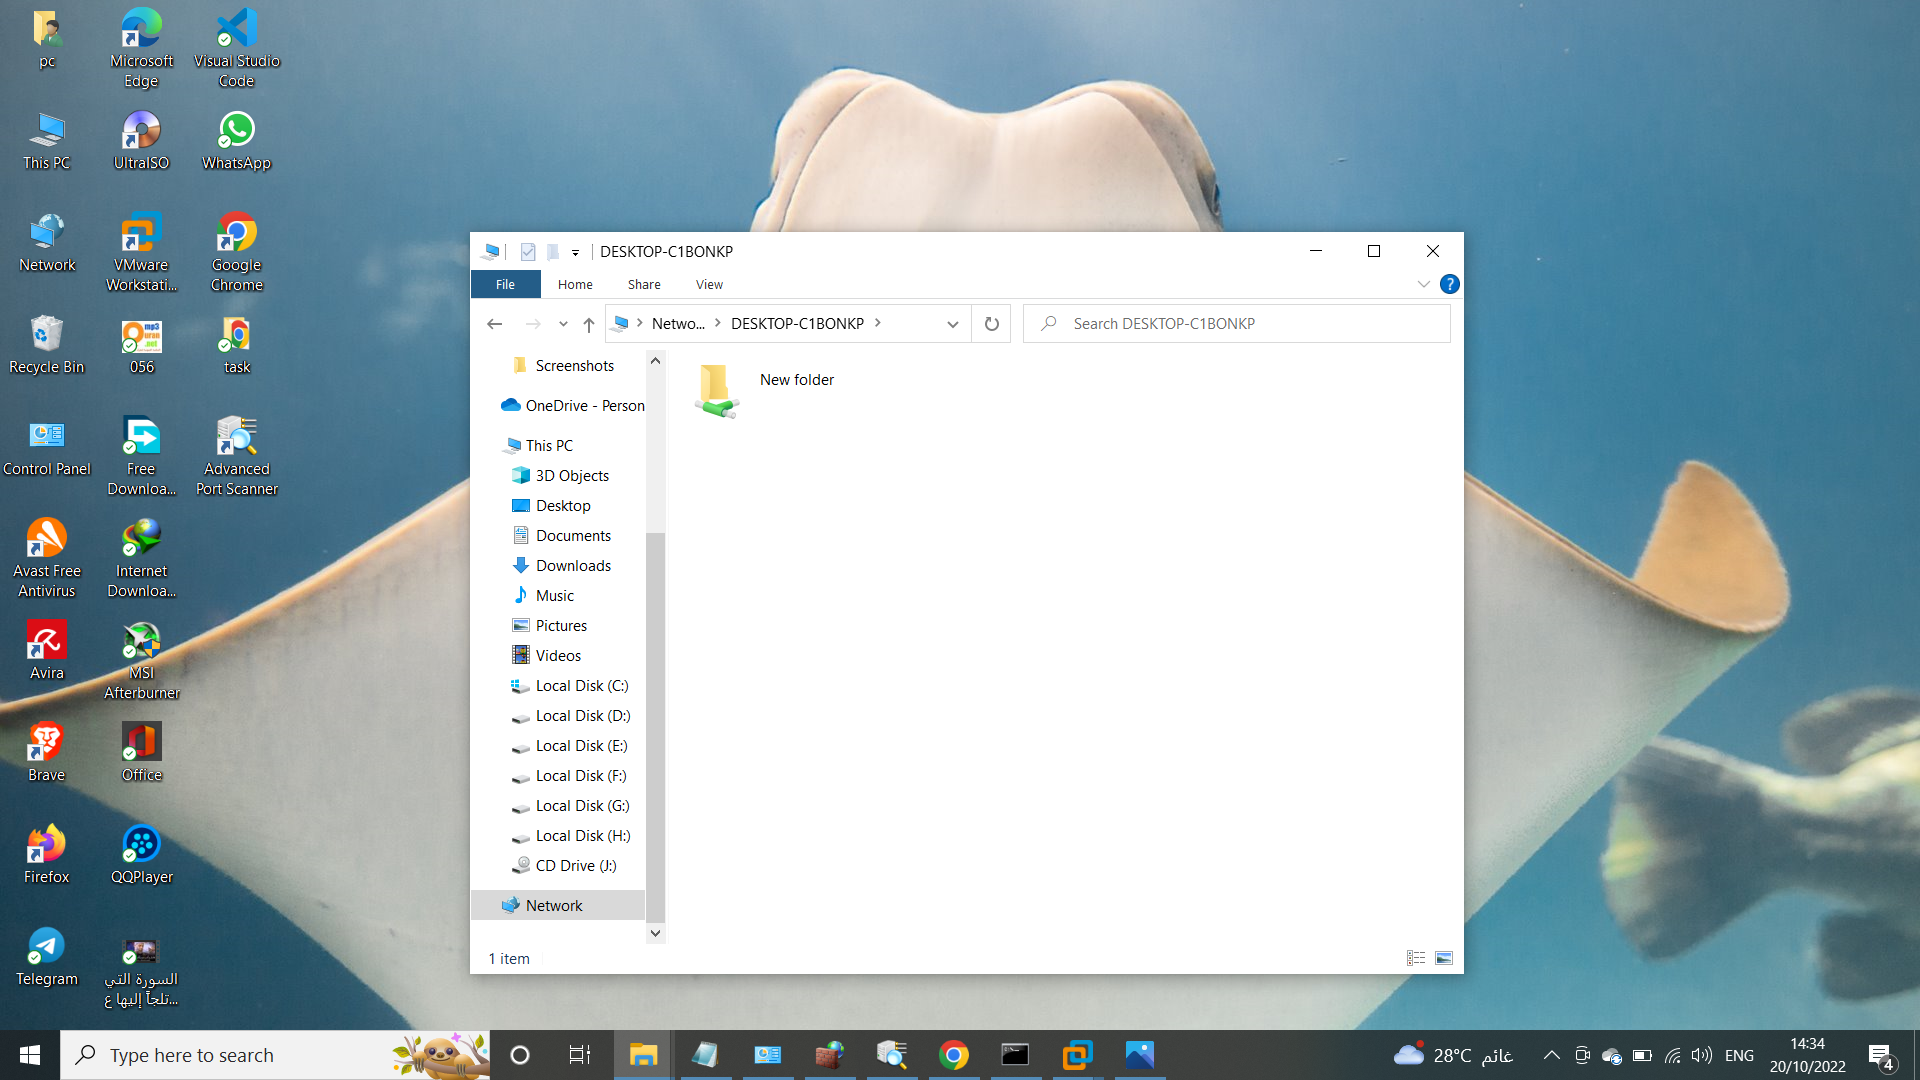 pc
Microsoft
Edge
Visual Studio
Code
This PC
UltraISO
WhatsApp
Network
VMware
Workstati...
Google
Chrome
Recycle Bin
mp3
uran
.net
056
task
Control Panel
Free
Downloa...
Advanced
Port Scanner
Avast Free
Antivirus
Internet
Downloa...
Avira
MSI
Afterburner
Brave
Office
Firefox
QQPlayer
Telegram
السورة التي
تلجأ إليها ع...
DESKTOP-C1BONKP
File
Home
Share
View
?
Netwo...
DESKTOP-C1BONKP
Search DESKTOP-C1BONKP
Screenshots
OneDrive - Person
This PC
3D Objects
Desktop
Documents
Downloads
Music
Pictures
Videos
Local Disk (C:)
Local Disk (D:)
Local Disk (E:)
Local Disk (F:)
Local Disk (G:)
Local Disk (H:)
CD Drive (J:)
Network
New folder
1 item
Type here to search
28°C غائم
ENG
14:34
20/10/2022
4